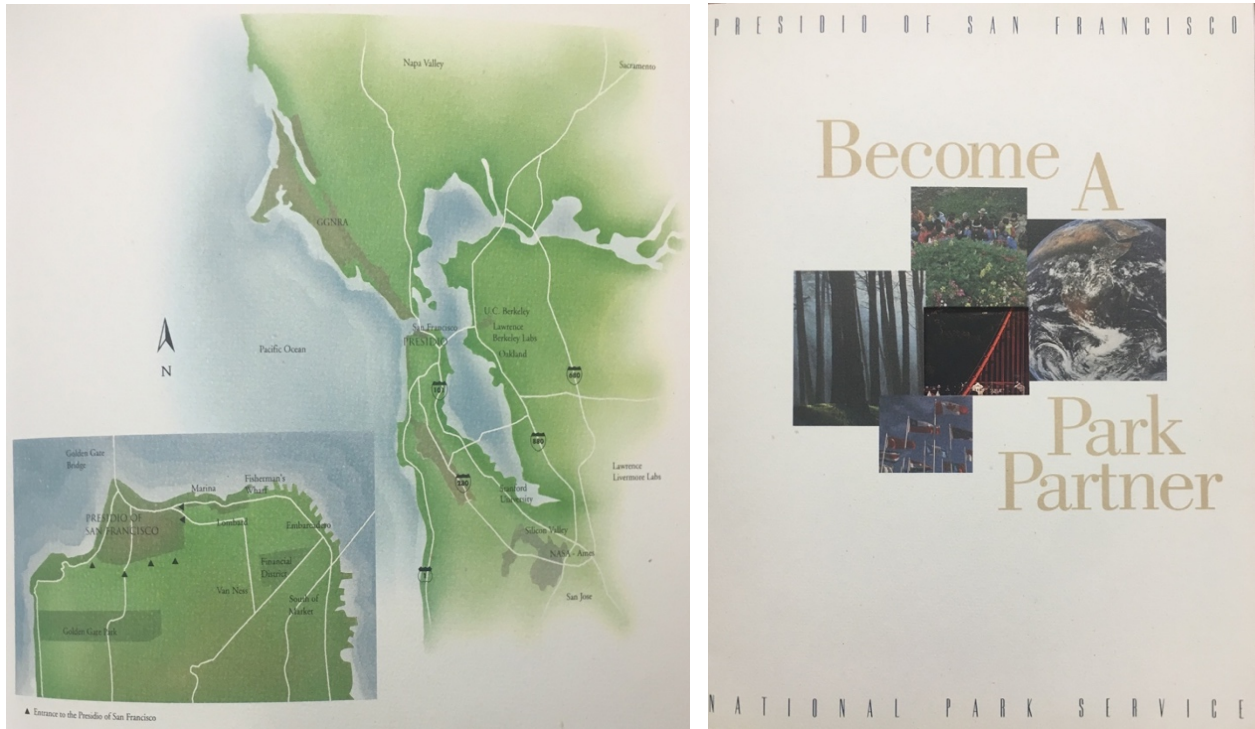 Napa Valley
Sacramento
GGNRA
U.C. Berkeley
San Francisco
PRESIDIO
Lawrence
Berkeley Labs
Oakland
Pacific Ocean
N
680
880
280
Lawrence
Livermore Labs
Stanford
University
Silicon Valley
NASA - Ames
San Jose
1
Golden Gate
Bridge
Marina
Fisherman's
Wharf
PRESIDIO OF
SAN FRANCISCO
Lombard
Embarcadero
Financial
District
Van Ness
South of
Market
Golden Gate Park
▲ Entrance to the Presidio of San Francisco
PRESIDIO OF SAN FRANCISCO
Become
A
Park
Partner
NATIONAL PARK SERVICE